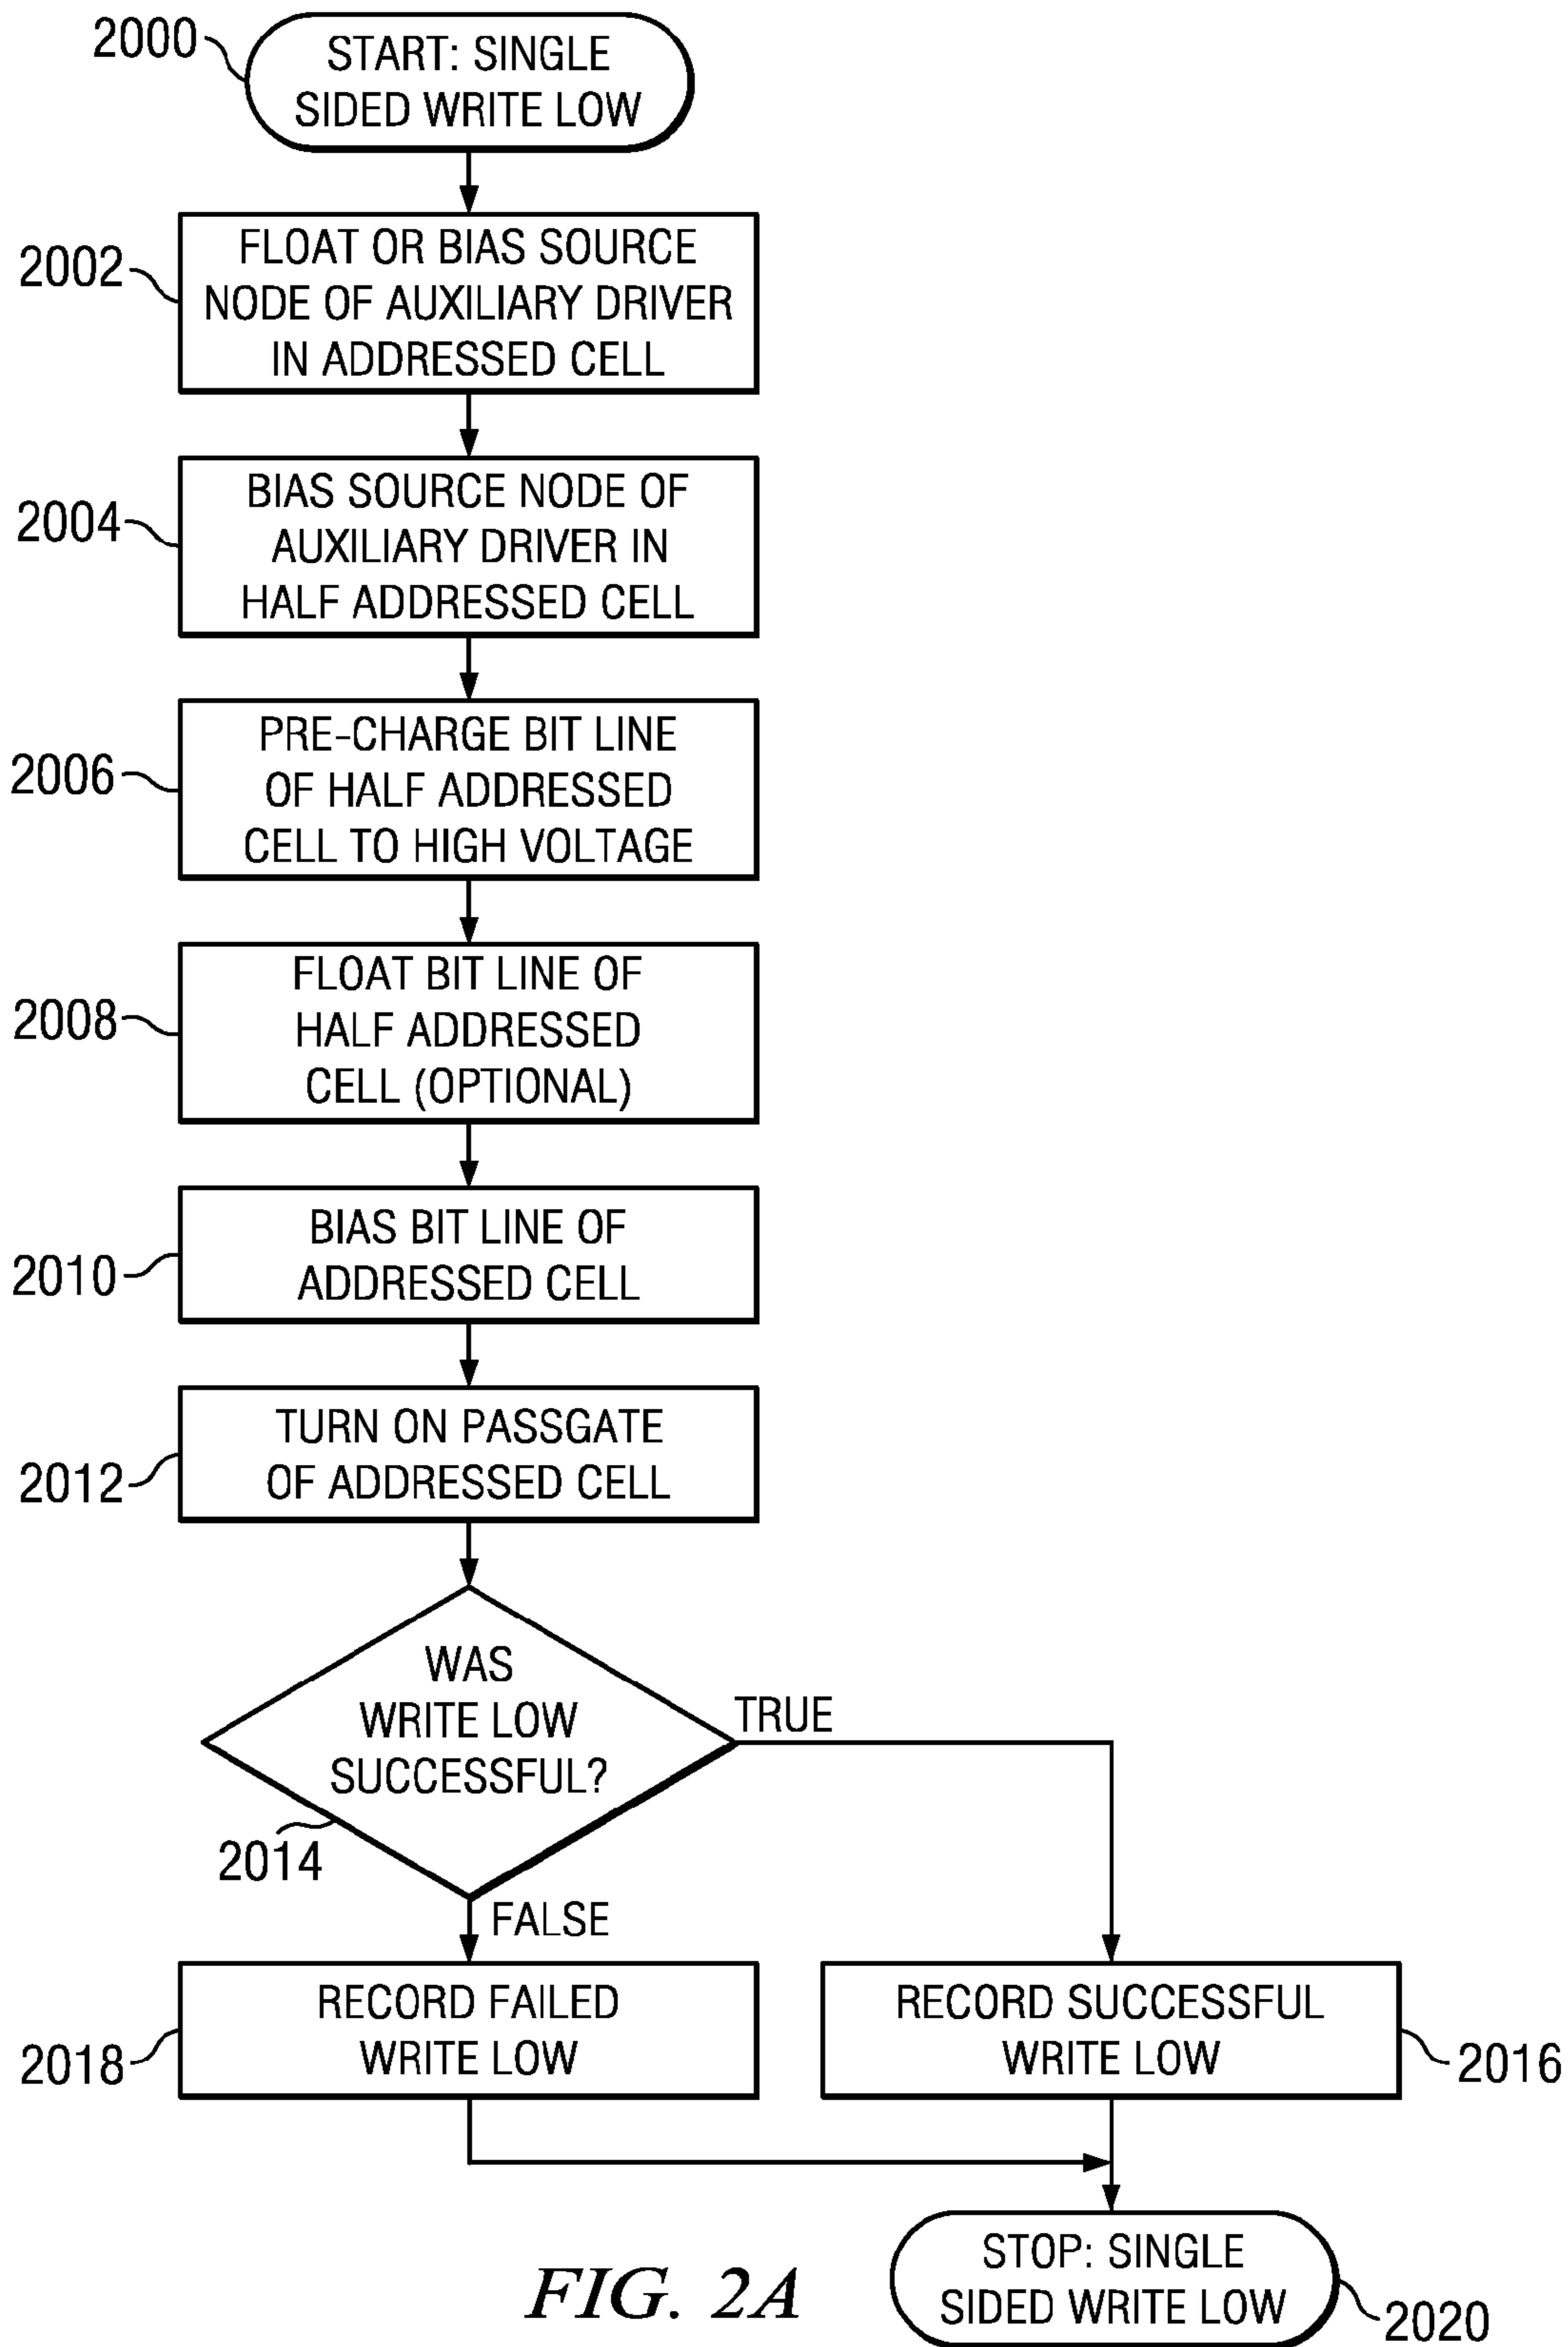 2000
START: SINGLE
SIDED WRITE LOW
2002
FLOAT OR BIAS SOURCE
NODE OF AUXILIARY DRIVER
IN ADDRESSED CELL
2004
BIAS SOURCE NODE OF
AUXILIARY DRIVER IN
HALF ADDRESSED CELL
2006
PRE-CHARGE BIT LINE
OF HALF ADDRESSED
CELL TO HIGH VOLTAGE
2008
FLOAT BIT LINE OF
HALF ADDRESSED
CELL (OPTIONAL)
2010
BIAS BIT LINE OF
ADDRESSED CELL
2012
TURN ON PASSGATE
OF ADDRESSED CELL
WAS
WRITE LOW
SUCCESSFUL?
TRUE
2014
FALSE
2018
RECORD FAILED
WRITE LOW
RECORD SUCCESSFUL
WRITE LOW
2016
STOP: SINGLE
SIDED WRITE LOW
2020
FIG. 2A